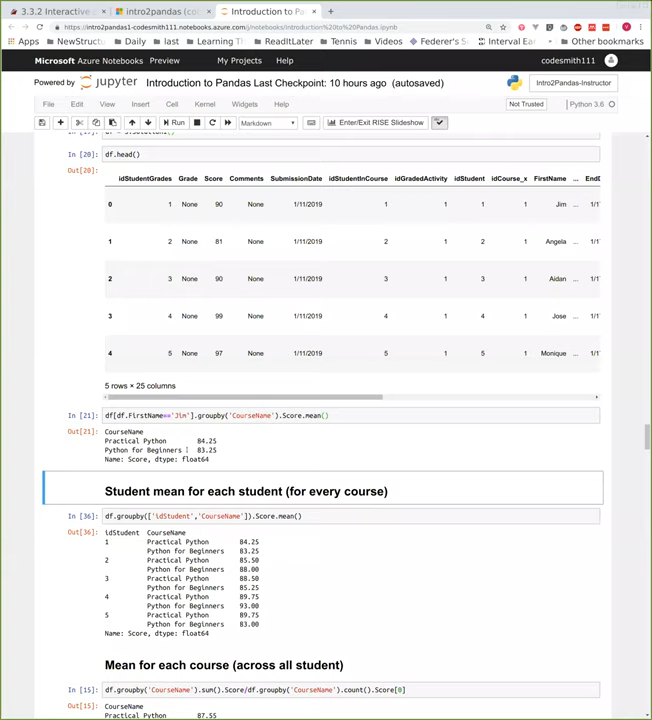 3.3.2 Interactive
intro2pandas (co
Introduction to Pan
https://intro2pandas1-codesmith111.notebooks.azure.com/j/notebooks/Introduction%20to%20Pandas.ipynb
Apps NewStructu Daily last Learning Th ReadItLater Tennis Videos Federer's S Interval Ear » Other bookmarks
Microsoft Azure Notebooks Preview My Projects Help codesmith111
Powered by jupyter Introduction to Pandas Last Checkpoint: 10 hours ago (autosaved) Intro2Pandas-Instructor
File Edit View Insert Cell Kernel Widgets Help Not Trusted Python 3.6
Run Markdown Enter/Exit RISE Slideshow
In [20]: df.head()
Out[20]:
idStudentGrades Grade Score Comments SubmissionDate idStudentInCourse idGradedActivity idStudent idCourse_x FirstName ... EndD
0 1 None 90 None 1/11/2019 1 1 1 1 Jim ... 1/1
1 2 None 81 None 1/11/2019 2 1 2 1 Angela ... 1/1
2 3 None 90 None 1/11/2019 3 1 3 1 Aidan ... 1/1
3 4 None 99 None 1/11/2019 4 1 4 1 Jose ... 1/1
4 5 None 97 None 1/11/2019 5 1 5 1 Monique ... 1/1
5 rows × 25 columns
In [21]: df[df.FirstName=='Jim'].groupby('CourseName').Score.mean()
Out[21]: CourseName
Practical Python 84.25
Python for Beginners 83.25
Name: Score, dtype: float64
Student mean for each student (for every course)
In [36]: df.groupby(['idStudent','CourseName']).Score.mean()
Out[36]: idStudent CourseName
1 Practical Python 84.25
Python for Beginners 83.25
2 Practical Python 85.50
Python for Beginners 88.00
3 Practical Python 88.50
Python for Beginners 85.25
4 Practical Python 89.75
Python for Beginners 93.00
5 Practical Python 89.75
Python for Beginners 83.00
Name: Score, dtype: float64
Mean for each course (across all student)
In [15]: df.groupby('CourseName').sum().Score/df.groupby('CourseName').count().Score[0]
Out[15]: CourseName
Practical Python 87.55